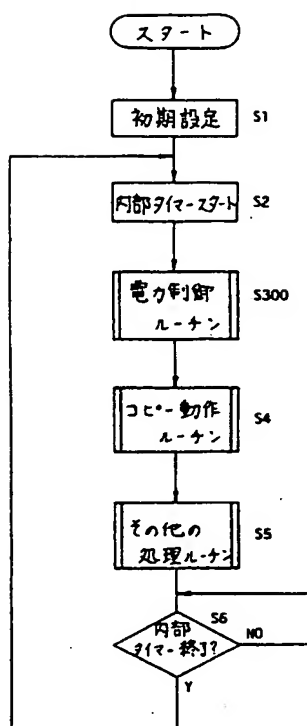 スタート
初期設定 S1
内部タイマースタート S2
電力制御
ルーチン S300
コピー動作
ルーチン S4
その他の
処理ルーチン S5
S6
内部
タイマー終了? NO
Y